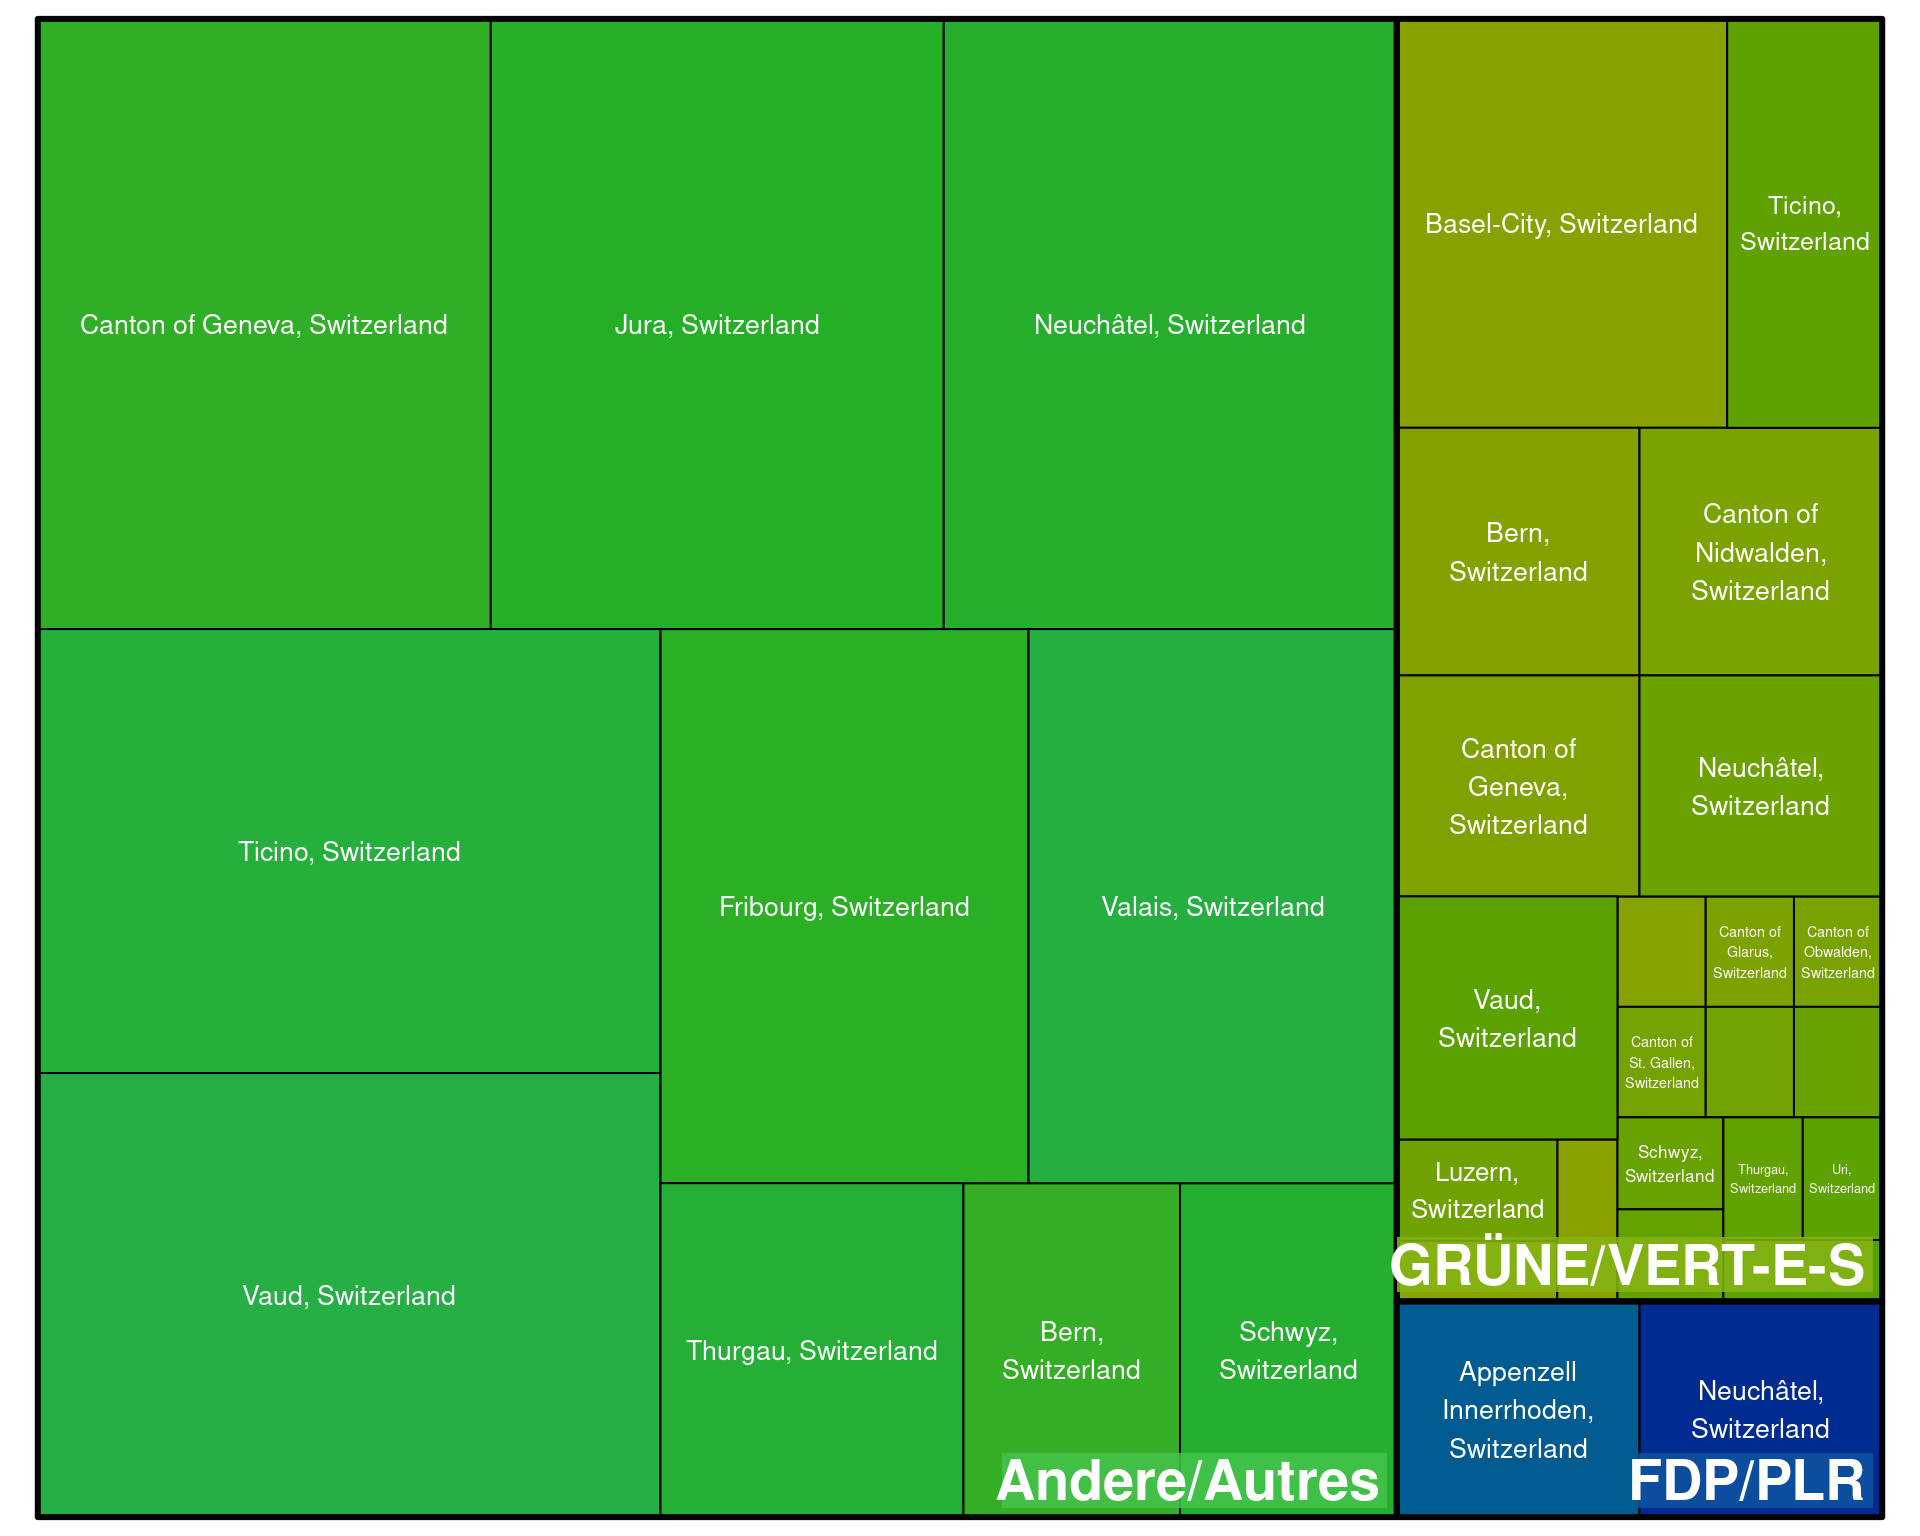 Canton of Geneva, Switzerland
Jura, Switzerland
Neuchâtel, Switzerland
Ticino, Switzerland
Fribourg, Switzerland
Valais, Switzerland
Vaud, Switzerland
Thurgau, Switzerland
Bern,
Switzerland
Schwyz,
Switzerland
Andere/Autres
Basel-City, Switzerland
Ticino,
Switzerland
Bern,
Switzerland
Canton of
Nidwalden,
Switzerland
Canton of
Geneva,
Switzerland
Neuchâtel,
Switzerland
Vaud,
Switzerland
Canton of
Glarus,
Switzerland
Canton of
Obwalden,
Switzerland
Canton of
St. Gallen,
Switzerland
Luzern,
Switzerland
Schwyz,
Switzerland
Thurgau,
Switzerland
Uri,
Switzerland
GRÜNE/VERT-E-S
Appenzell
Innerrhoden,
Switzerland
Neuchâtel,
Switzerland
FDP/PLR